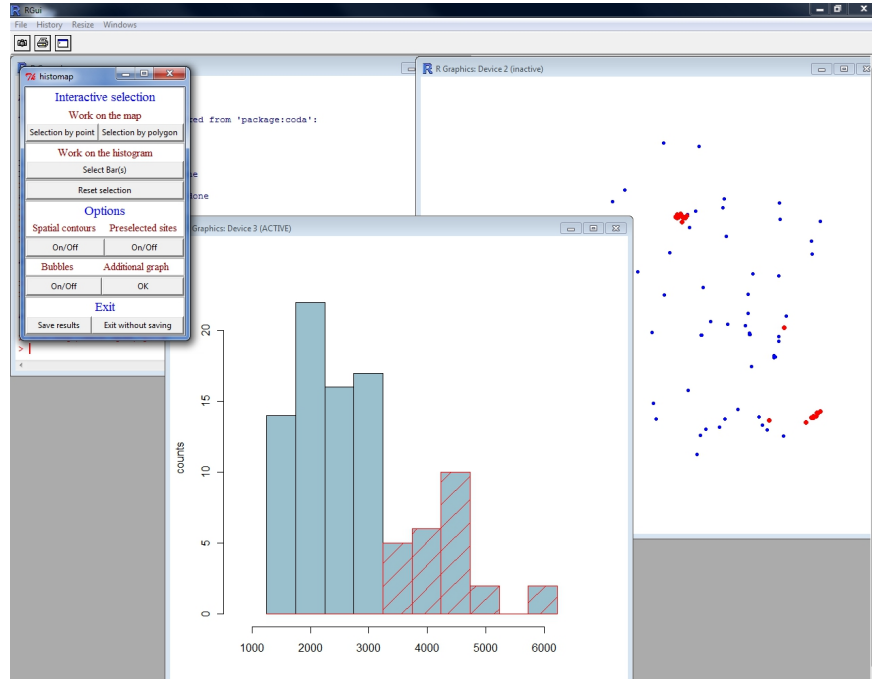 RGui
File History Resize Windows
histomap
Interactive selection
Work on the map
Selection by point Selection by polygon
Work on the histogram
Select Bar(s)
Reset selection
Options
Spatial contours Preselected sites
On/Off On/Off
Bubbles Additional graph
On/Off OK
Exit
Save results Exit without saving
from 'package:coda':
>
R Graphics: Device 2 (inactive)
Graphics: Device 3 (ACTIVE)
counts
20
15
10
5
0
1000 2000 3000 4000 5000 6000